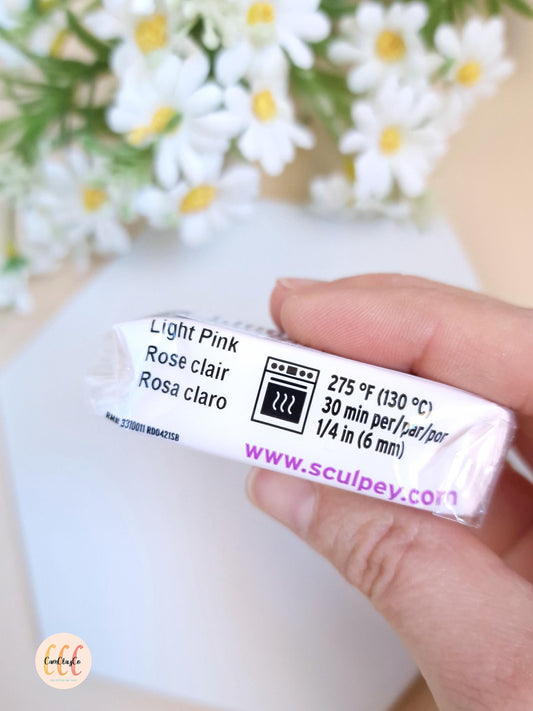 Light Pink
Rose clair
Rosa claro
275 °F (130 °C)
30 min per/par/por
1/4 in (6 mm)
www.sculpey.com